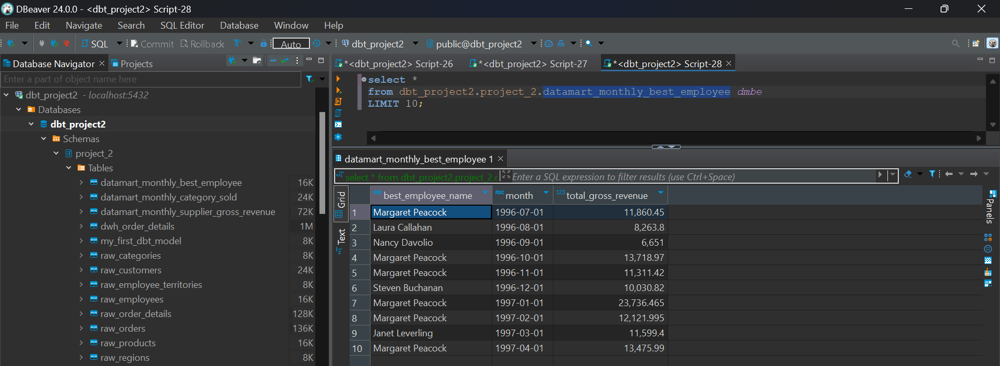 DBeaver 24.0.0 - <dbt_project2> Script-28
File Edit Navigate Search SQL Editor Database Window Help
SQL Commit Rollback Auto dbt_project2 public@dbt_project2
Database Navigator Projects
Enter a part of object name here
dbt_project2 - localhost:5432
Databases
dbt_project2
Schemas
project_2
Tables
datamart_monthly_best_employee 16K
datamart_monthly_category_sold 24K
datamart_monthly_supplier_gross_revenue 72K
dwh_order_details 1M
my_first_dbt_model 8K
raw_categories 8K
raw_customers 24K
raw_employee_territories 8K
raw_employees 16K
raw_order_details 128K
raw_orders 136K
raw_products 16K
raw_regions 8K
*<dbt_project2> Script-26 *<dbt_project2> Script-27 *<dbt_project2> Script-28
select *
from dbt_project2.project_2.datamart_monthly_best_employee dmbe
LIMIT 10;
datamart_monthly_best_employee 1
select * from dbt_project2.project_2.c Enter a SQL expression to filter results (use Ctrl+Space)
Grid
Text
Panels
ABC best_employee_name ABC month 123 total_gross_revenue
1 Margaret Peacock 1996-07-01 11,860.45
2 Laura Callahan 1996-08-01 8,263.8
3 Nancy Davolio 1996-09-01 6,651
4 Margaret Peacock 1996-10-01 13,718.97
5 Margaret Peacock 1996-11-01 11,311.42
6 Steven Buchanan 1996-12-01 10,030.82
7 Margaret Peacock 1997-01-01 23,736.465
8 Margaret Peacock 1997-02-01 12,121.995
9 Janet Leverling 1997-03-01 11,599.4
10 Margaret Peacock 1997-04-01 13,475.99